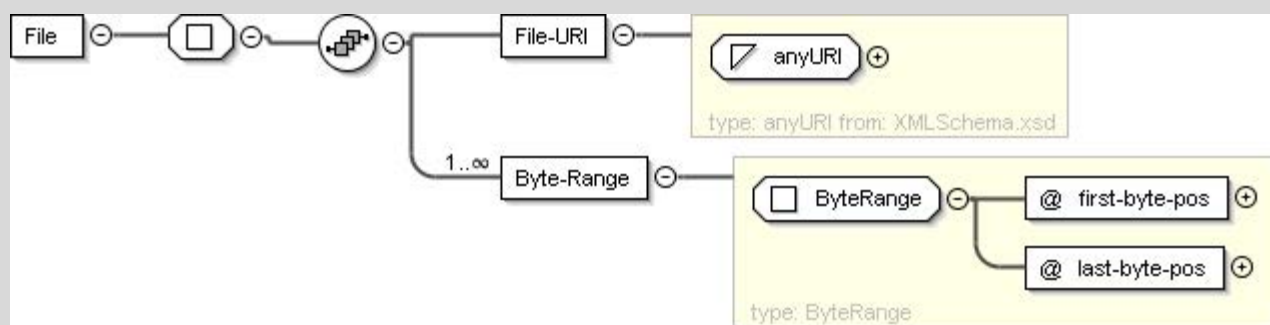 File
File-URI
anyURI
type: anyURI from: XMLSchema.xsd
1..∞
Byte-Range
ByteRange
@ first-byte-pos
@ last-byte-pos
type: ByteRange